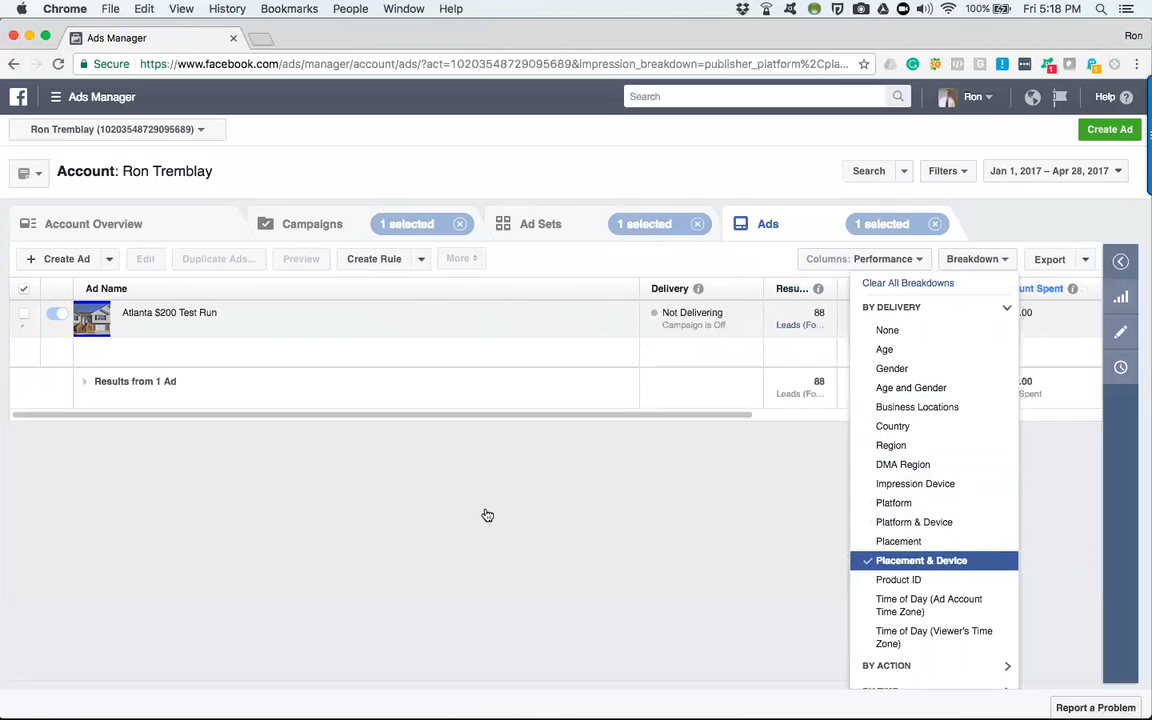 Chrome File Edit View History Bookmarks People Window Help 100% Fri 5:18 PM
Ads Manager
Ron
Secure https://www.facebook.com/ads/manager/account/ads/?act=10203548729095689&impression_breakdown=publisher_platform%2Cpla...
Ads Manager
Search
Ron
Help
Ron Tremblay (10203548729095689)
Create Ad
Account: Ron Tremblay
Search
Filters
Jan 1, 2017 – Apr 28, 2017
Account Overview
Campaigns
1 selected
Ad Sets
1 selected
Ads
1 selected
+ Create Ad
Edit
Duplicate Ads...
Preview
Create Rule
More
Columns: Performance
Breakdown
Export
Ad Name
Delivery
Resu...
unt Spent
Atlanta $200 Test Run
Not Delivering
Campaign is Off
88
Leads (Fo...
.00
Results from 1 Ad
88
Leads (Fo...
.00
Spent
Clear All Breakdowns
BY DELIVERY
None
Age
Gender
Age and Gender
Business Locations
Country
Region
DMA Region
Impression Device
Platform
Platform & Device
Placement
Placement & Device
Product ID
Time of Day (Ad Account
Time Zone)
Time of Day (Viewer's Time
Zone)
BY ACTION
Report a Problem